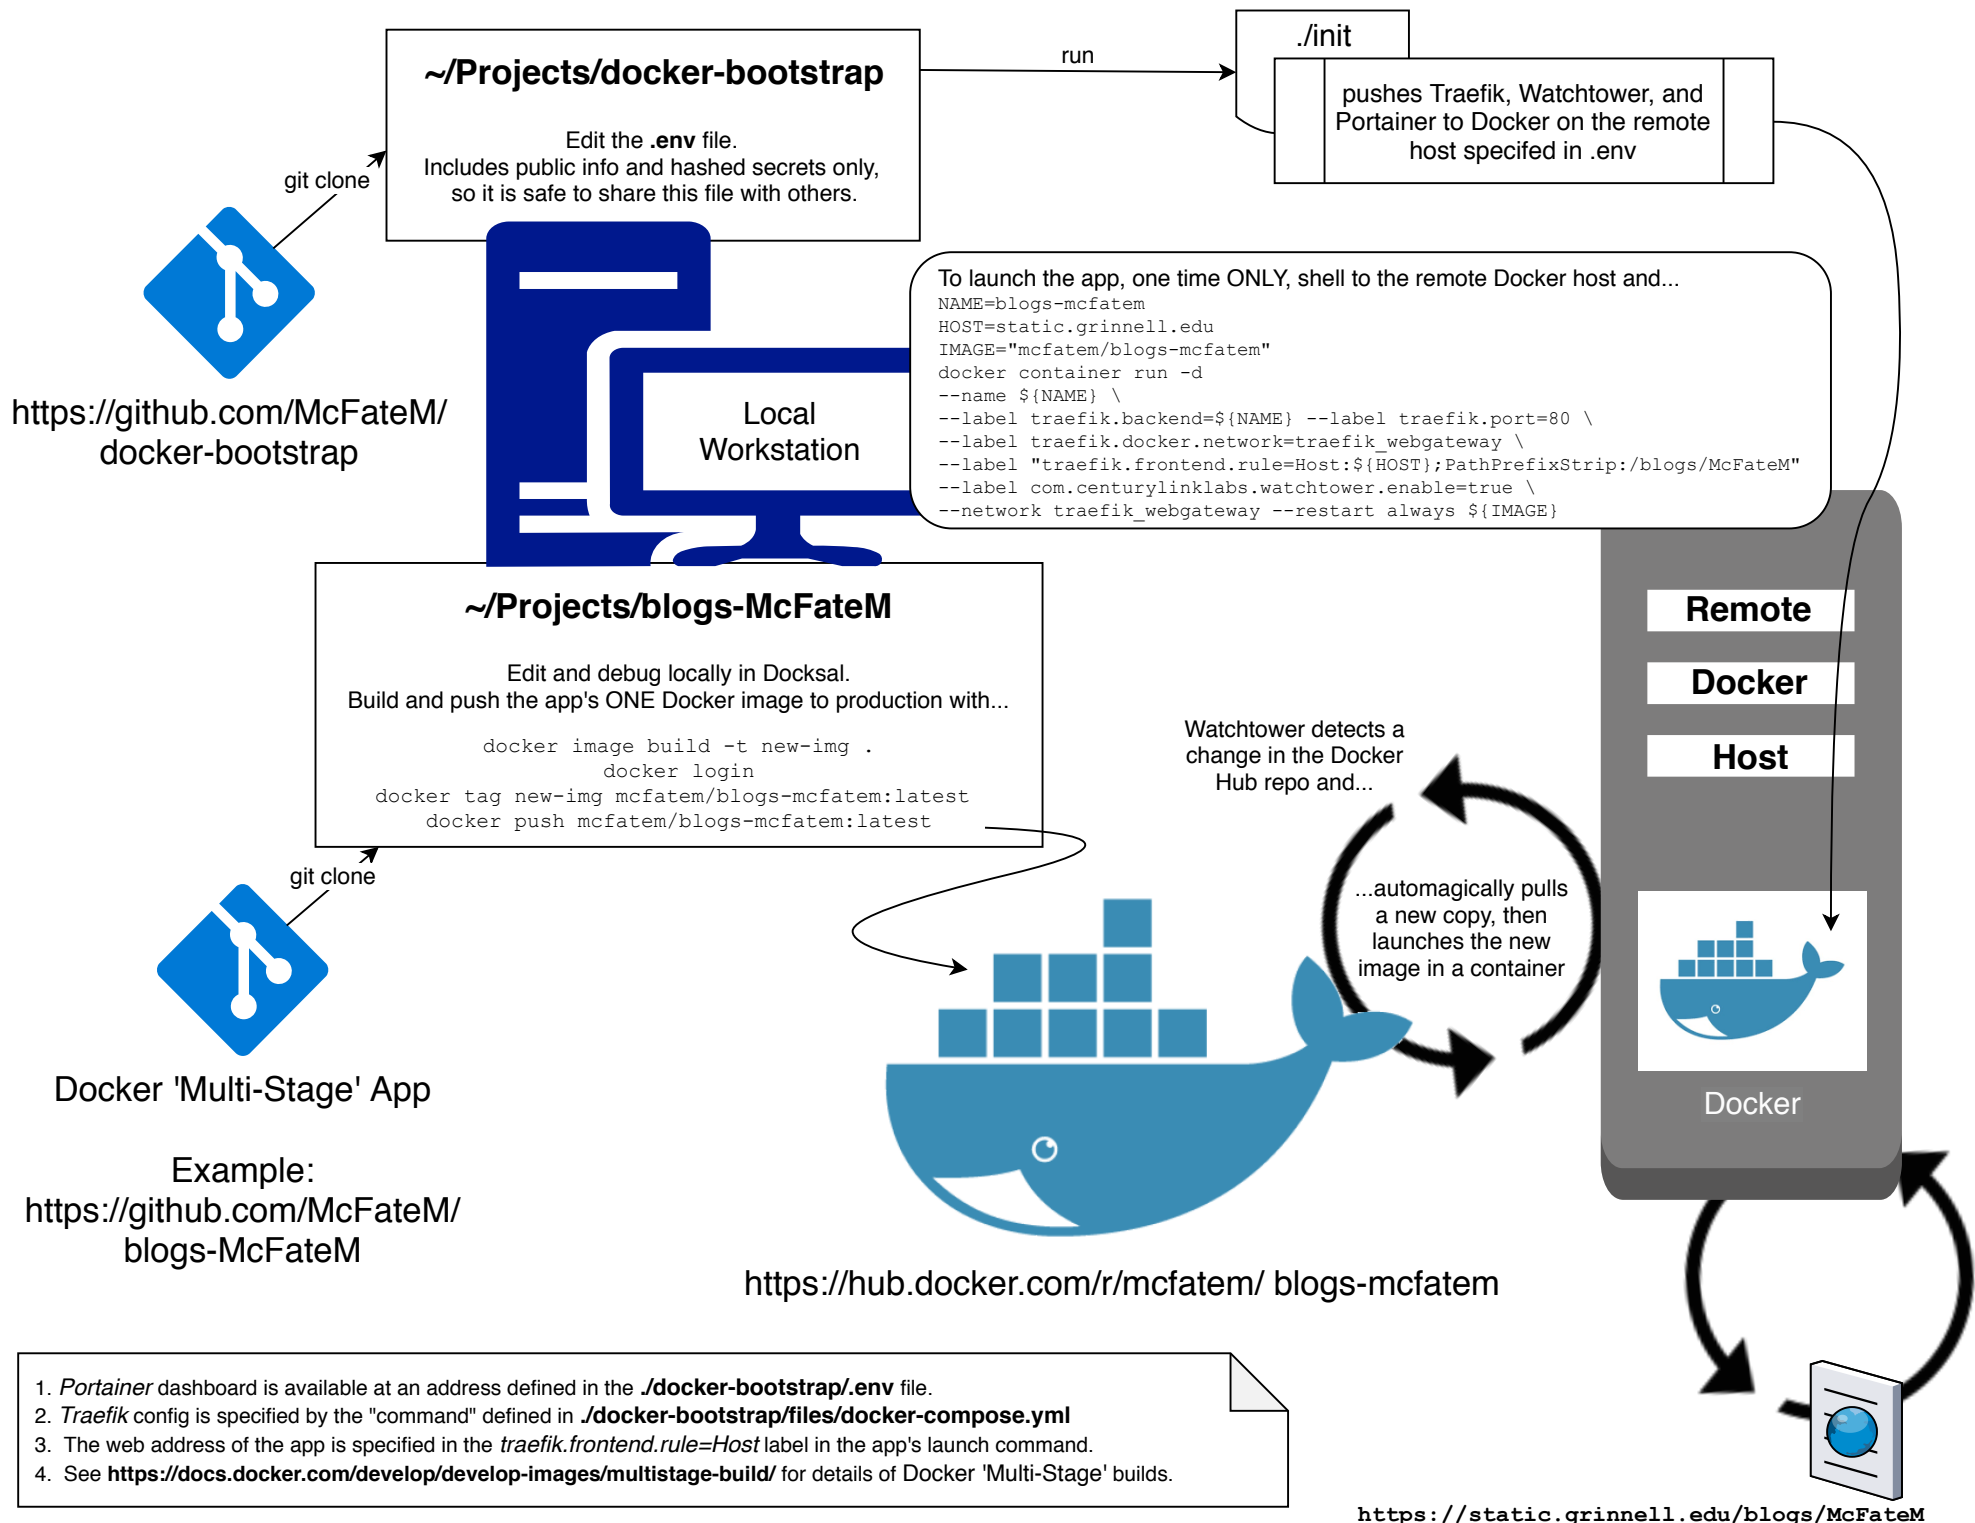 ~/Projects/docker-bootstrap
Edit the .env file.
Includes public info and hashed secrets only,
so it is safe to share this file with others.
run
./init
pushes Traefik, Watchtower, and
Portainer to Docker on the remote
host specifed in .env
git clone
https://github.com/McFateM/
docker-bootstrap
Local
Workstation
To launch the app, one time ONLY, shell to the remote Docker host and...
NAME=blogs-mcfatem
HOST=static.grinnell.edu
IMAGE="mcfatem/blogs-mcfatem"
docker container run -d
--name ${NAME} \
--label traefik.backend=${NAME} --label traefik.port=80 \
--label traefik.docker.network=traefik_webgateway \
--label "traefik.frontend.rule=Host:${HOST};PathPrefixStrip:/blogs/McFateM"
--label com.centurylinklabs.watchtower.enable=true \
--network traefik_webgateway --restart always ${IMAGE}
~/Projects/blogs-McFateM
Edit and debug locally in Docksal.
Build and push the app's ONE Docker image to production with...
docker image build -t new-img .
docker login
docker tag new-img mcfatem/blogs-mcfatem:latest
docker push mcfatem/blogs-mcfatem:latest
git clone
Docker 'Multi-Stage' App
Example:
https://github.com/McFateM/
blogs-McFateM
Watchtower detects a
change in the Docker
Hub repo and...
...automagically pulls
a new copy, then
launches the new
image in a container
Remote
Docker
Host
Docker
https://hub.docker.com/r/mcfatem/ blogs-mcfatem
1. Portainer dashboard is available at an address defined in the ./docker-bootstrap/.env file.
2. Traefik config is specified by the "command" defined in ./docker-bootstrap/files/docker-compose.yml
3. The web address of the app is specified in the traefik.frontend.rule=Host label in the app's launch command.
4. See https://docs.docker.com/develop/develop-images/multistage-build/ for details of Docker 'Multi-Stage' builds.
https://static.grinnell.edu/blogs/McFateM